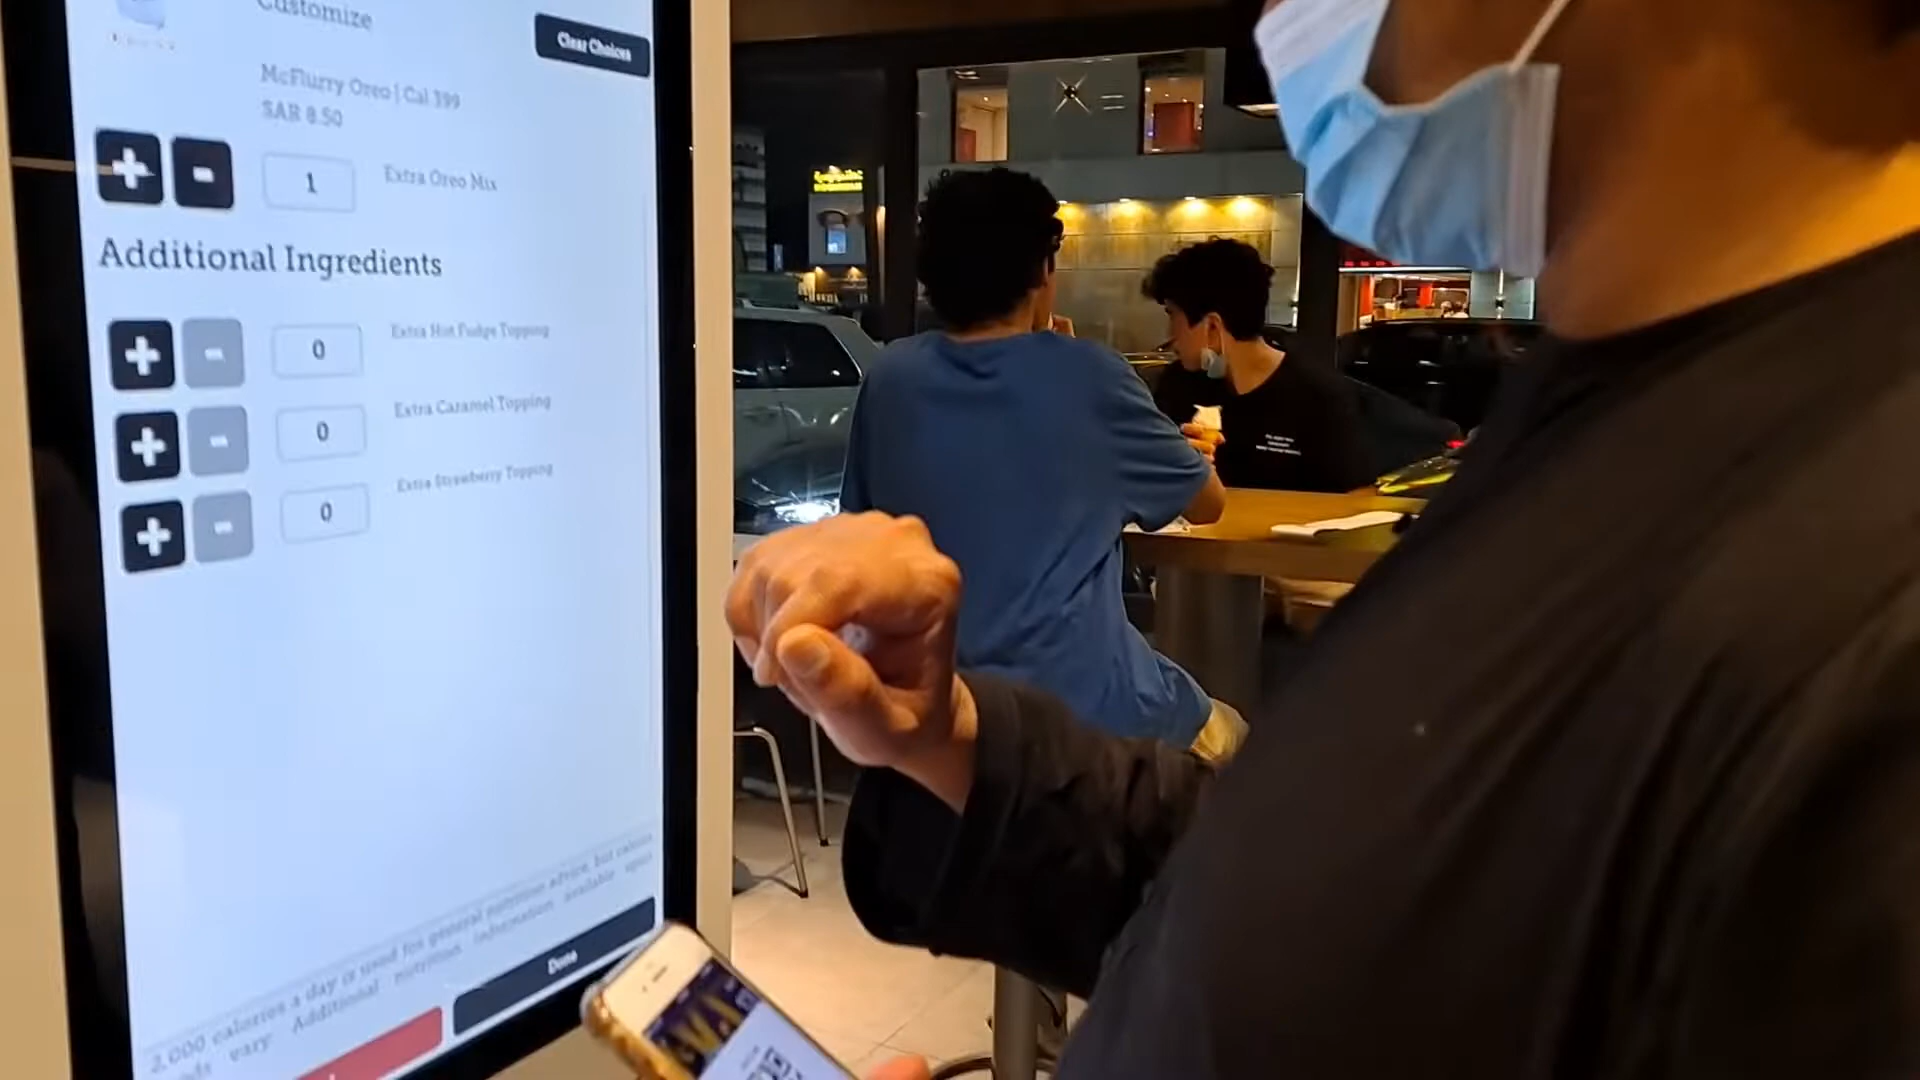 Customize
Clear Choices
McFlurry Oreo | Cal 399
SAR 8.50
+ - 1 Extra Oreo Mix
Additional Ingredients
+ - 0 Extra Hot Fudge Topping
+ - 0 Extra Caramel Topping
+ - 0 Extra Strawberry Topping
2,000 calories a day is used for general nutrition advice, but calorie
vary. Additional nutrition information available upon
Done